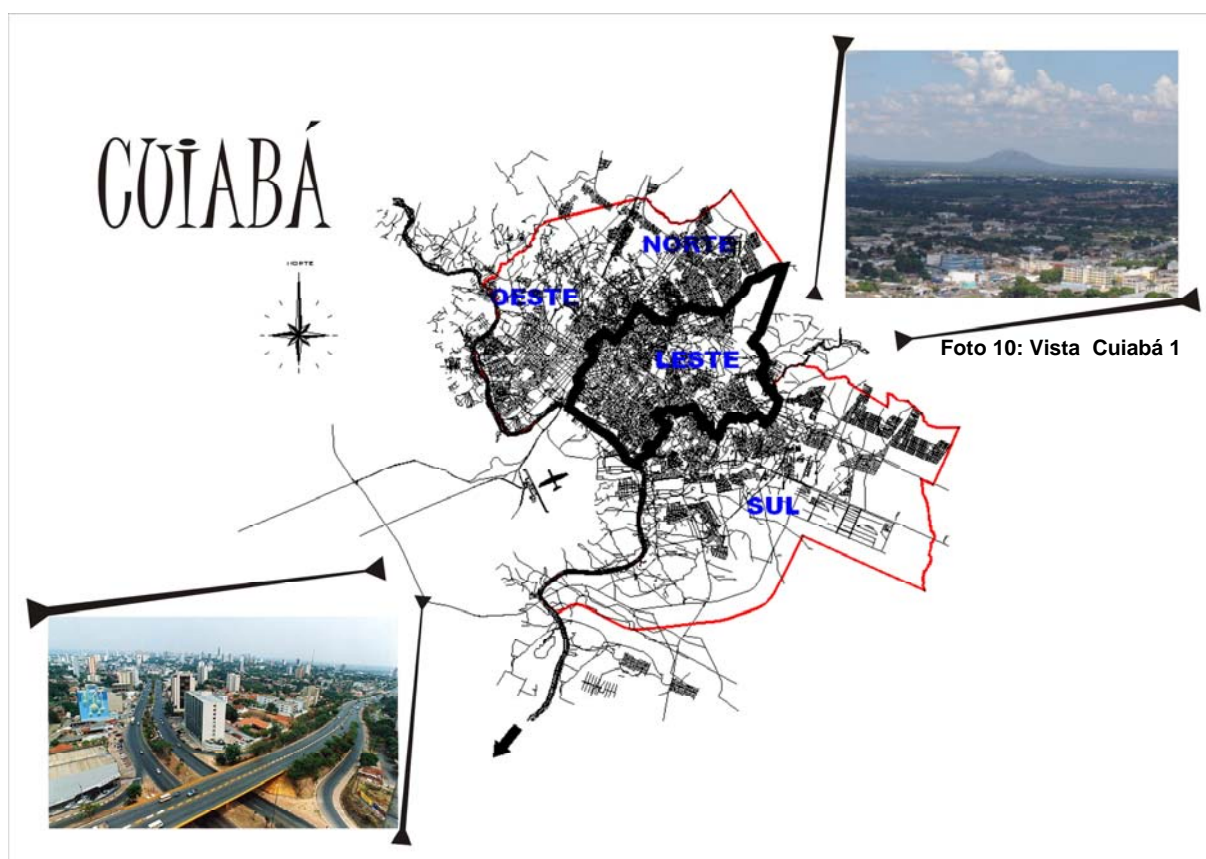 CUIABÁ
NORTE
NORTE
OESTE
LESTE
SUL
Foto 10: Vista Cuiabá 1